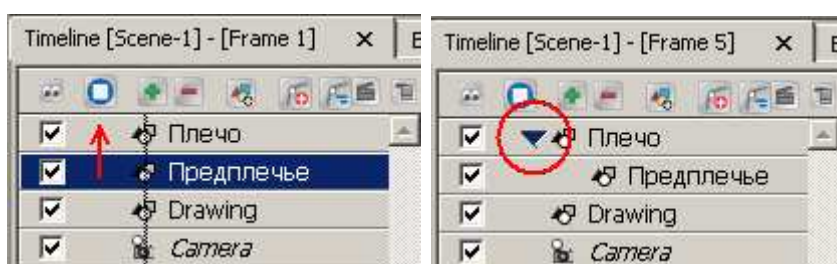 Timeline [Scene-1] - [Frame 1]
Плечо
Предплечье
Drawing
Camera
Timeline [Scene-1] - [Frame 5]
Плечо
Предплечье
Drawing
Camera